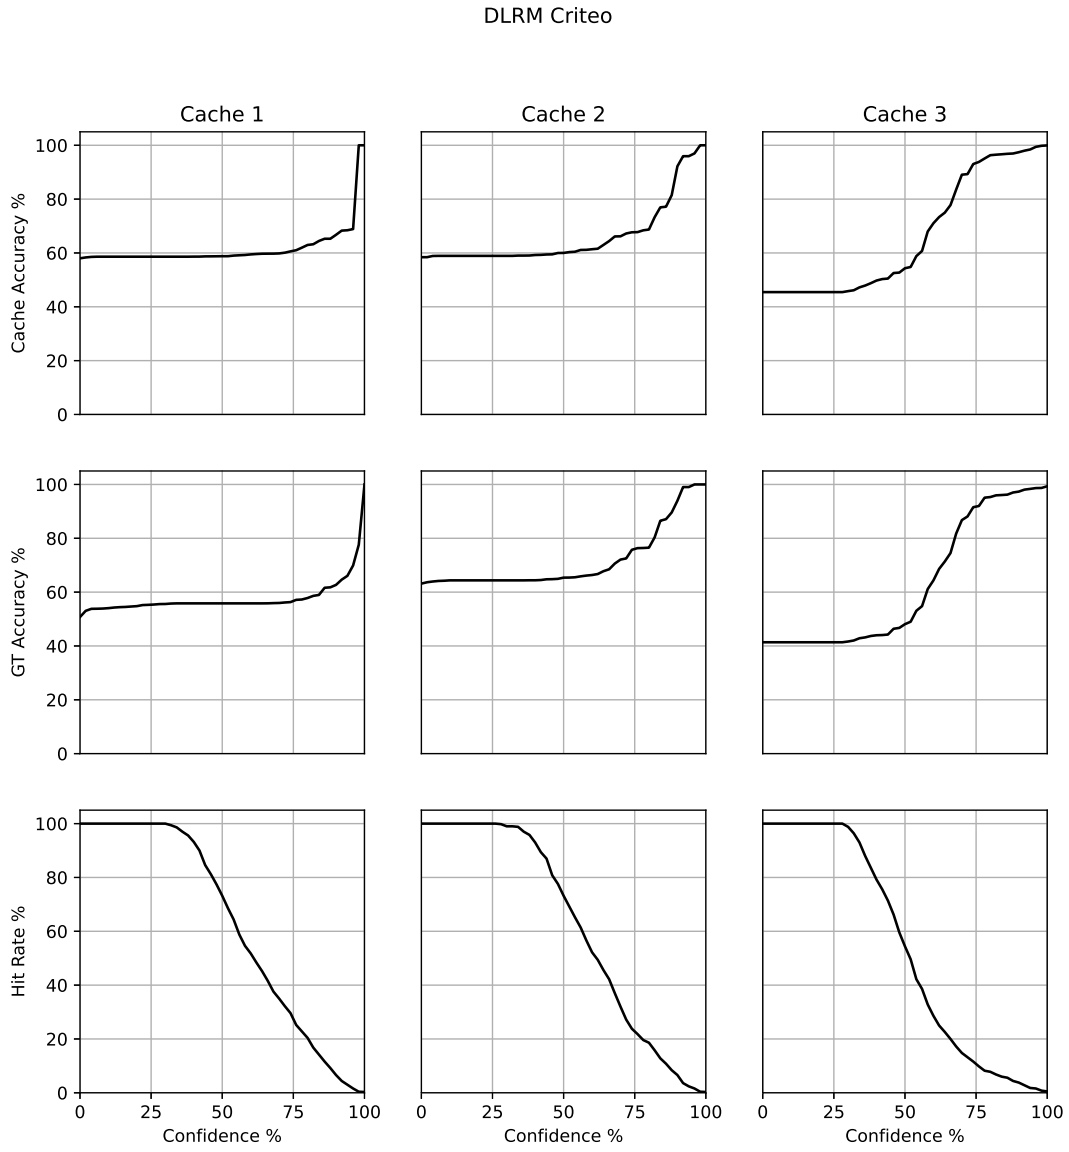 DLRM Criteo
Cache 1 Cache 2 Cache 3
Cache Accuracy %
100
80
60
40
20
0
GT Accuracy %
100
80
60
40
20
0
Hit Rate %
100
80
60
40
20
0
0 25 50 75 100 0 25 50 75 100 0 25 50 75 100
Confidence % Confidence % Confidence %